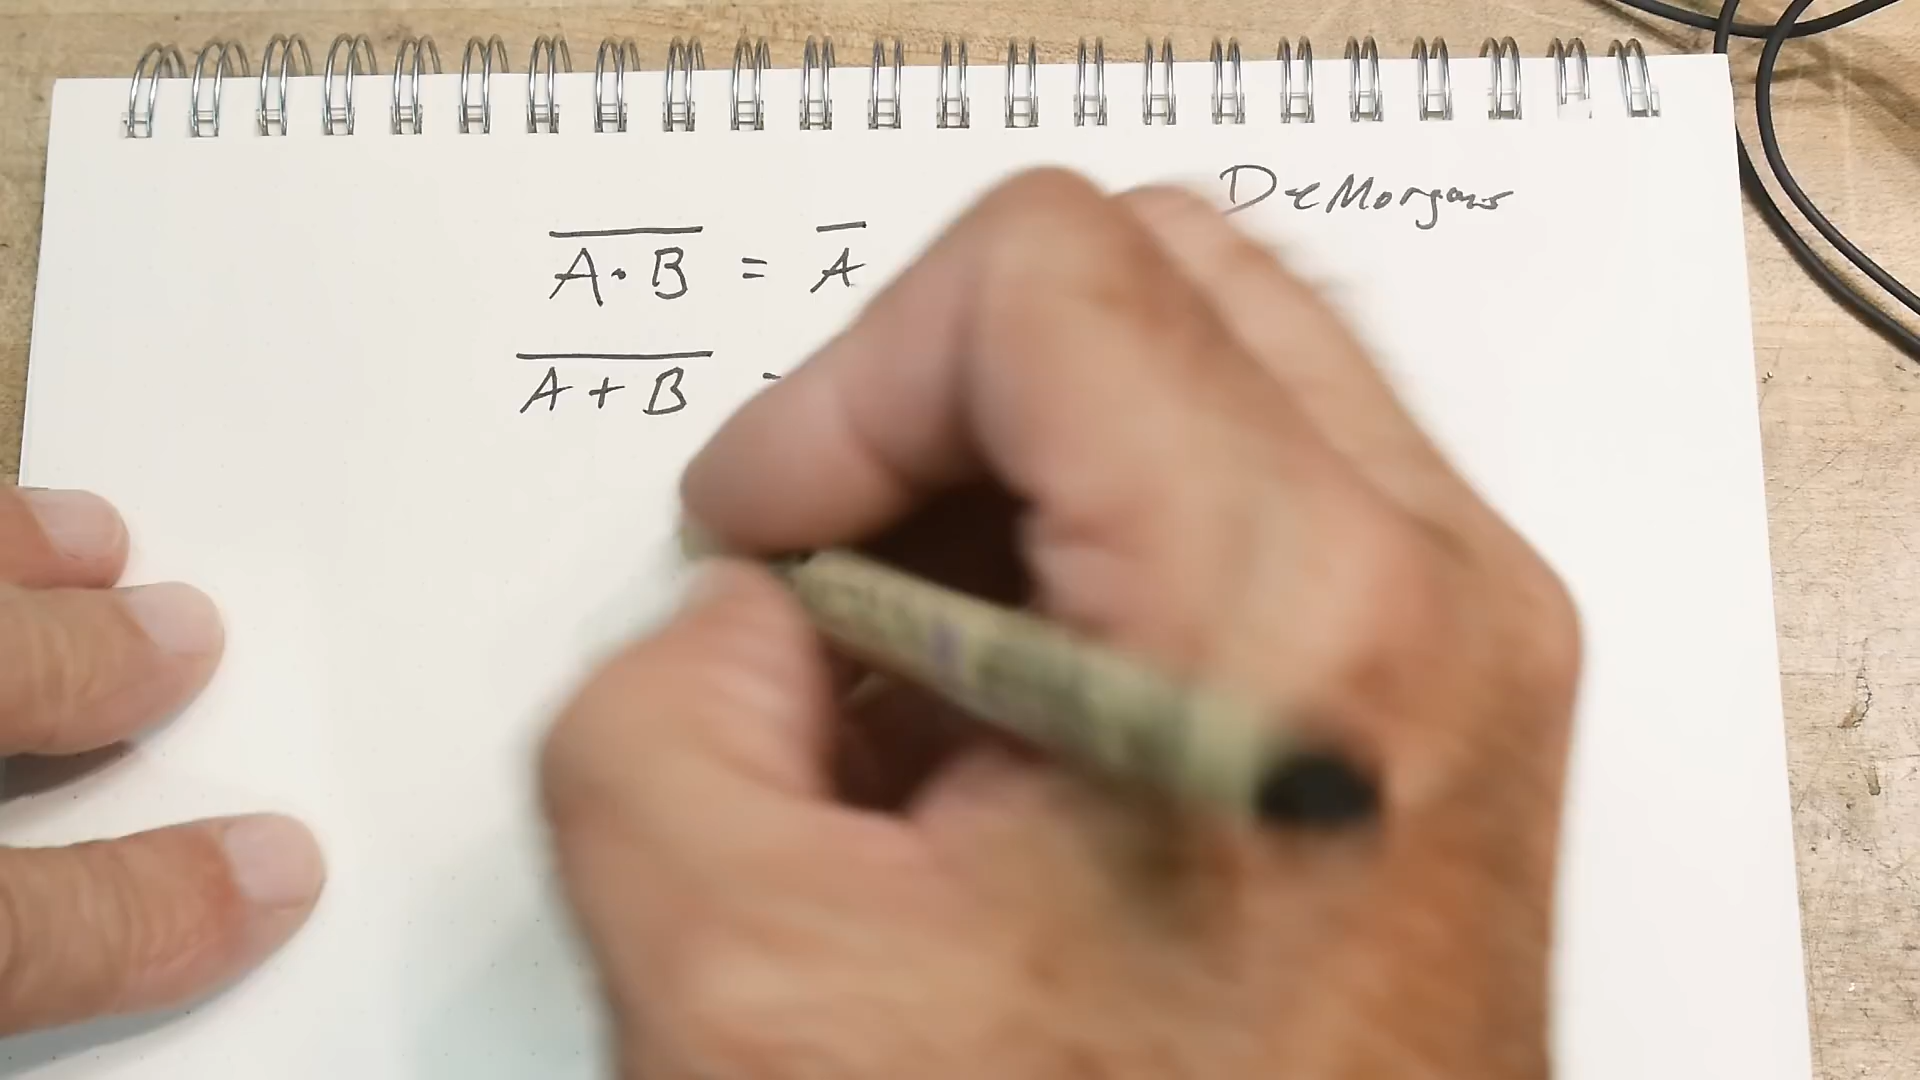 DeMorgans
A̅·̅B̅ = A̅
A̅ ̅+̅ ̅B̅ =